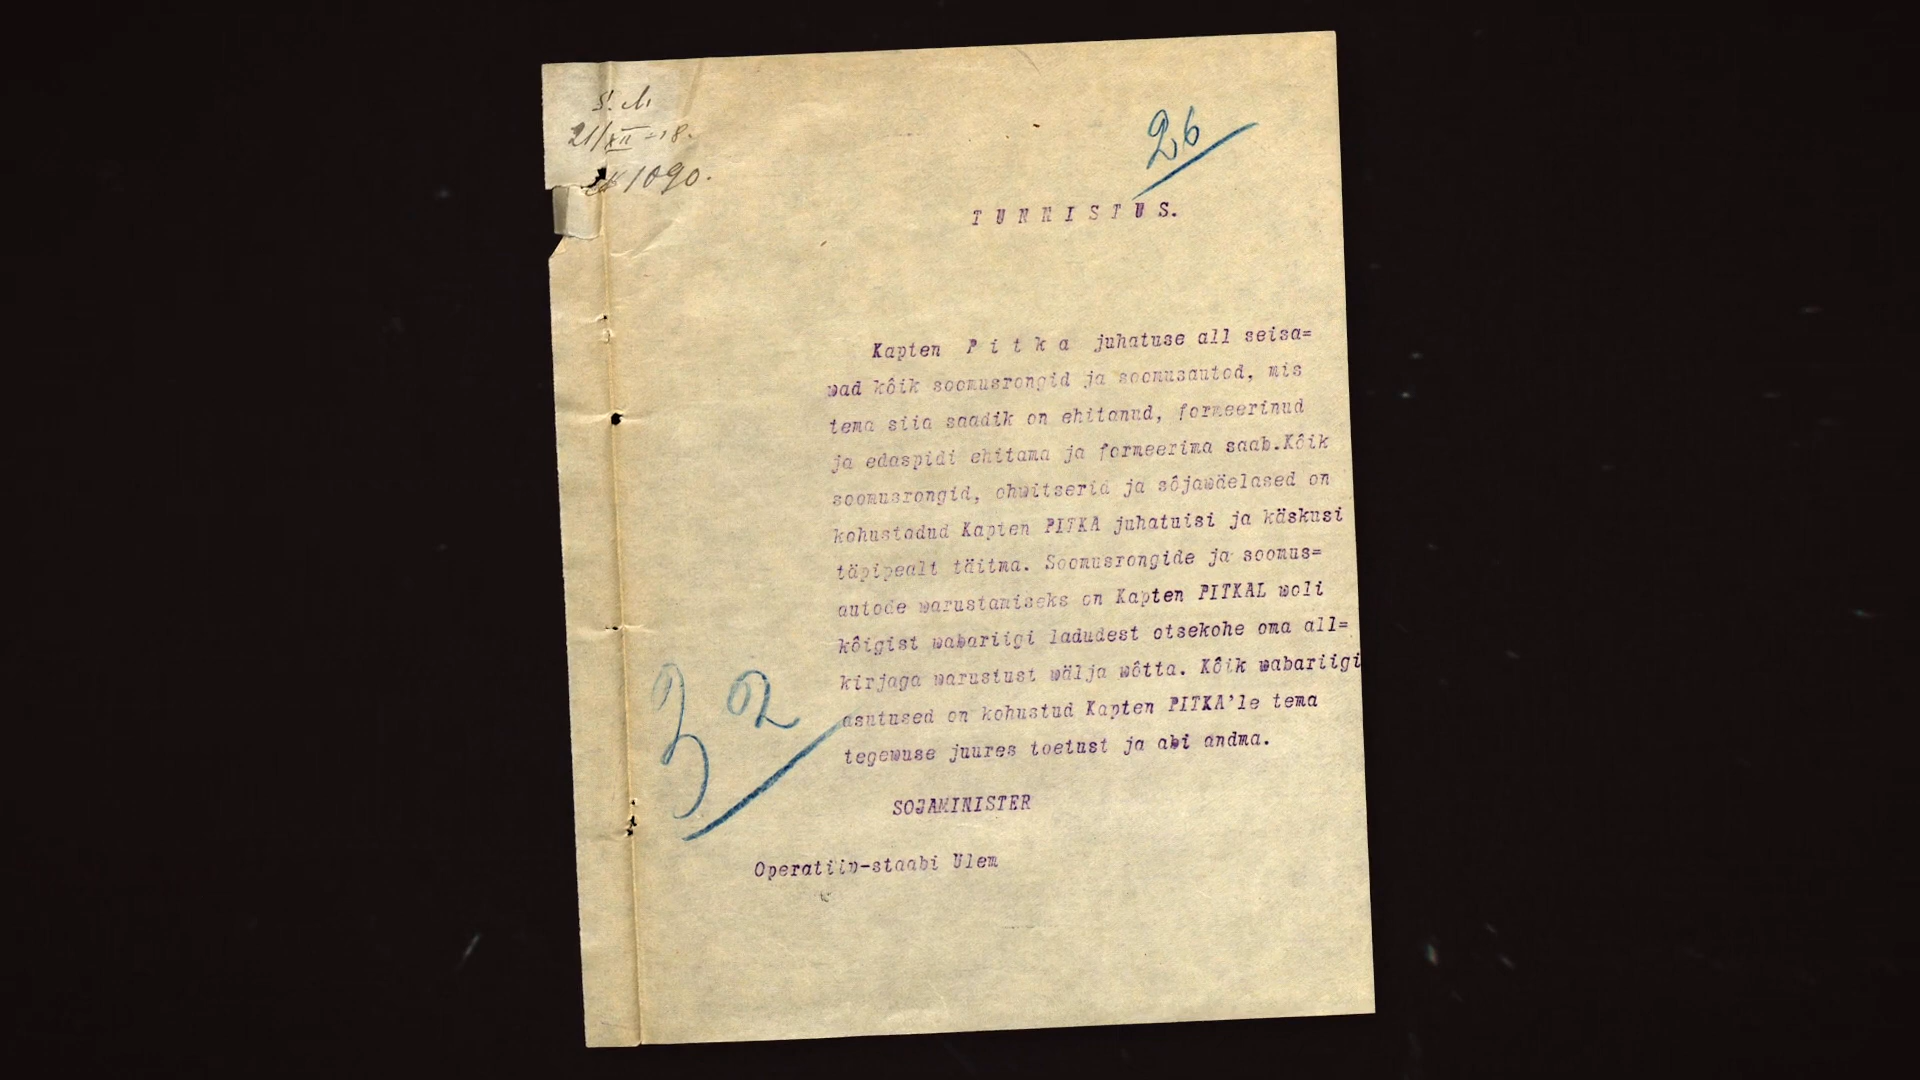 S. M.
21/XII-18.
№ 1090.
26
TUNNISTUS.
Kapten Pitka juhatuse all seisa=
wad kôik soomusrongid ja soomusautod, mis
tema siia saadik on ehitanud, formeerinud
ja edaspidi ehitama ja formeerima saab.Kôik
soomusrongid, ohwitserid ja sôjawäelased on
kohustadud Kapten PITKA juhatuisi ja käskusi
täpipealt täitma. Soomusrongide ja soomus=
autode warustamiseks on Kapten PITKAL woli
kôigist wabariigi ladudest otsekohe oma all=
kirjaga warustust wälja wôtta. Kôik wabariigi
asutused on kohustud Kapten PITKA'le tema
tegewuse juures toetust ja abi andma.
32
SOJAMINISTER
Operatiiw-staabi Ulem